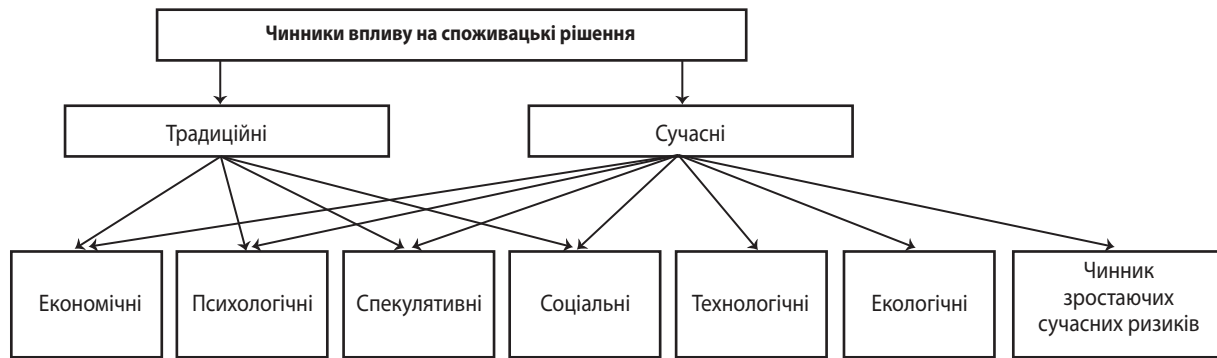 Чинники впливу на споживацькі рішення
Традиційні
Сучасні
Економічні
Психологічні
Спекулятивні
Соціальні
Технологічні
Екологічні
Чинник
зростаючих
сучасних ризиків